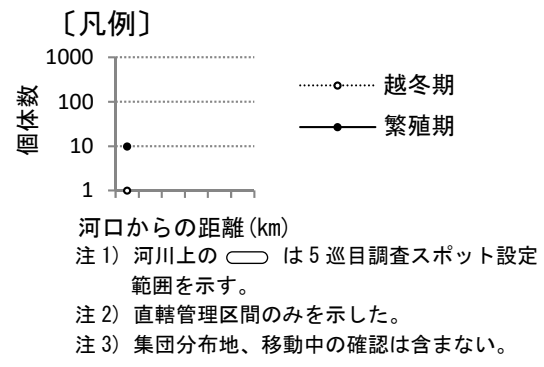 〔凡例〕
1000
100
10
1
個体数
越冬期
繁殖期
河口からの距離(km)
注1) 河川上の は5巡目調査スポット設定
範囲を示す。
注2) 直轄管理区間のみを示した。
注3) 集団分布地、移動中の確認は含まない。